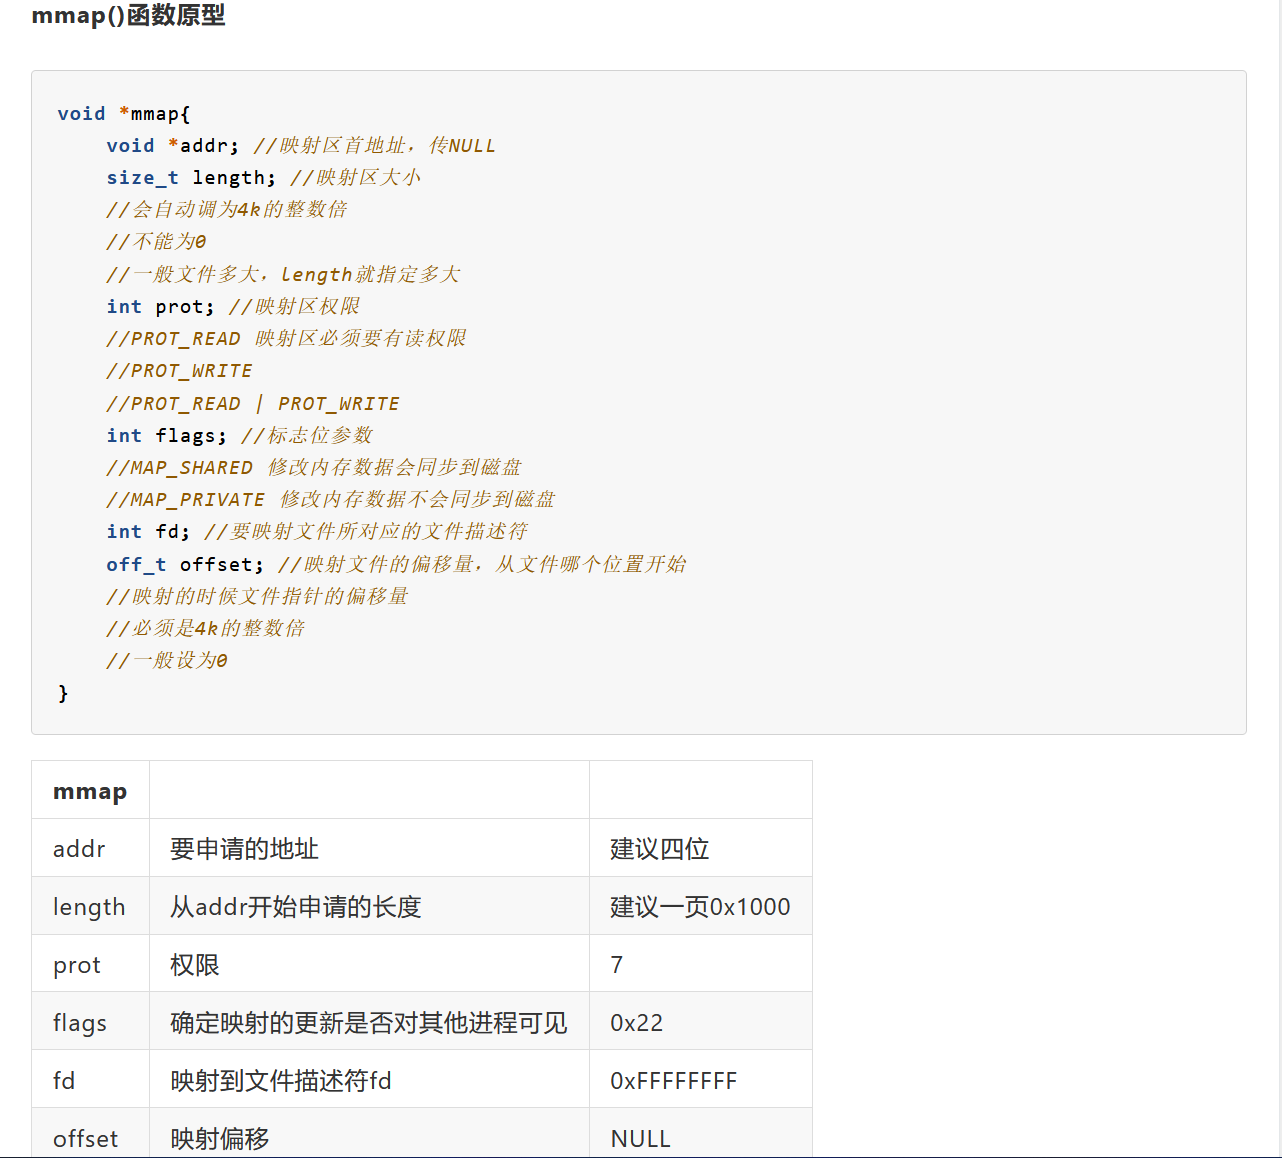 mmap()函数原型
void *mmap{
void *addr; //映射区首地址，传NULL
size_t length; //映射区大小
//会自动调为4k的整数倍
//不能为0
//一般文件多大，length就指定多大
int prot; //映射区权限
//PROT_READ 映射区必须要有读权限
//PROT_WRITE
//PROT_READ | PROT_WRITE
int flags; //标志位参数
//MAP_SHARED 修改内存数据会同步到磁盘
//MAP_PRIVATE 修改内存数据不会同步到磁盘
int fd; //要映射文件所对应的文件描述符
off_t offset; //映射文件的偏移量，从文件哪个位置开始
//映射的时候文件指针的偏移量
//必须是4k的整数倍
//一般设为0
}
mmap
addr 要申请的地址 建议四位
length 从addr开始申请的长度 建议一页0x1000
prot 权限 7
flags 确定映射的更新是否对其他进程可见 0x22
fd 映射到文件描述符fd 0xFFFFFFFF
offset 映射偏移 NULL